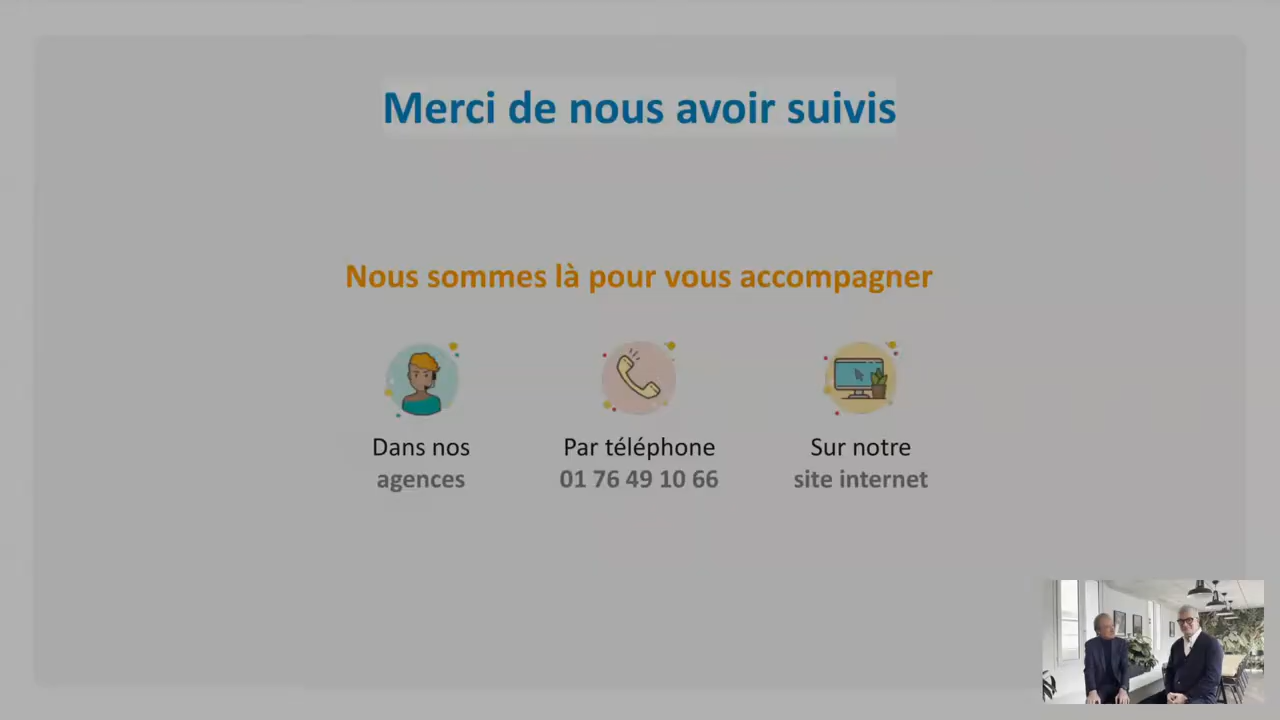 Merci de nous avoir suivis
Nous sommes là pour vous accompagner
Dans nos
agences
Par téléphone
01 76 49 10 66
Sur notre
site internet